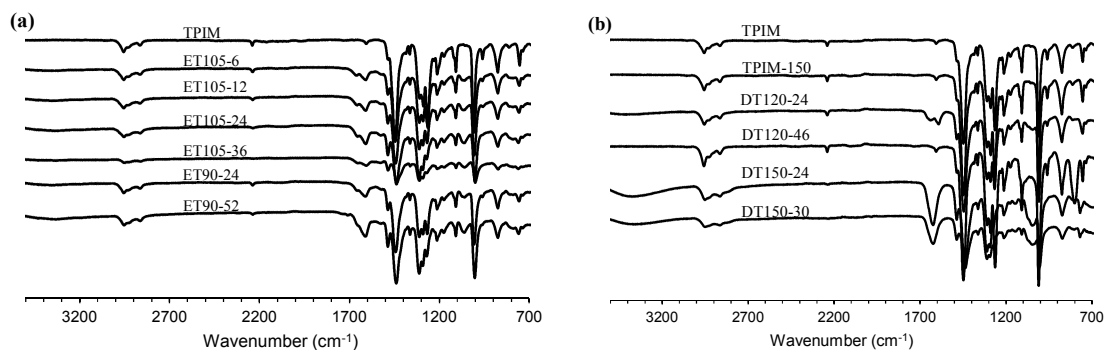 (a)
TPIM
ET105-6
ET105-12
ET105-24
ET105-36
ET90-24
ET90-52
3200 2700 2200 1700 1200 700
Wavenumber (cm⁻¹)
(b)
TPIM
TPIM-150
DT120-24
DT120-46
DT150-24
DT150-30
3200 2700 2200 1700 1200 700
Wavenumber (cm⁻¹)